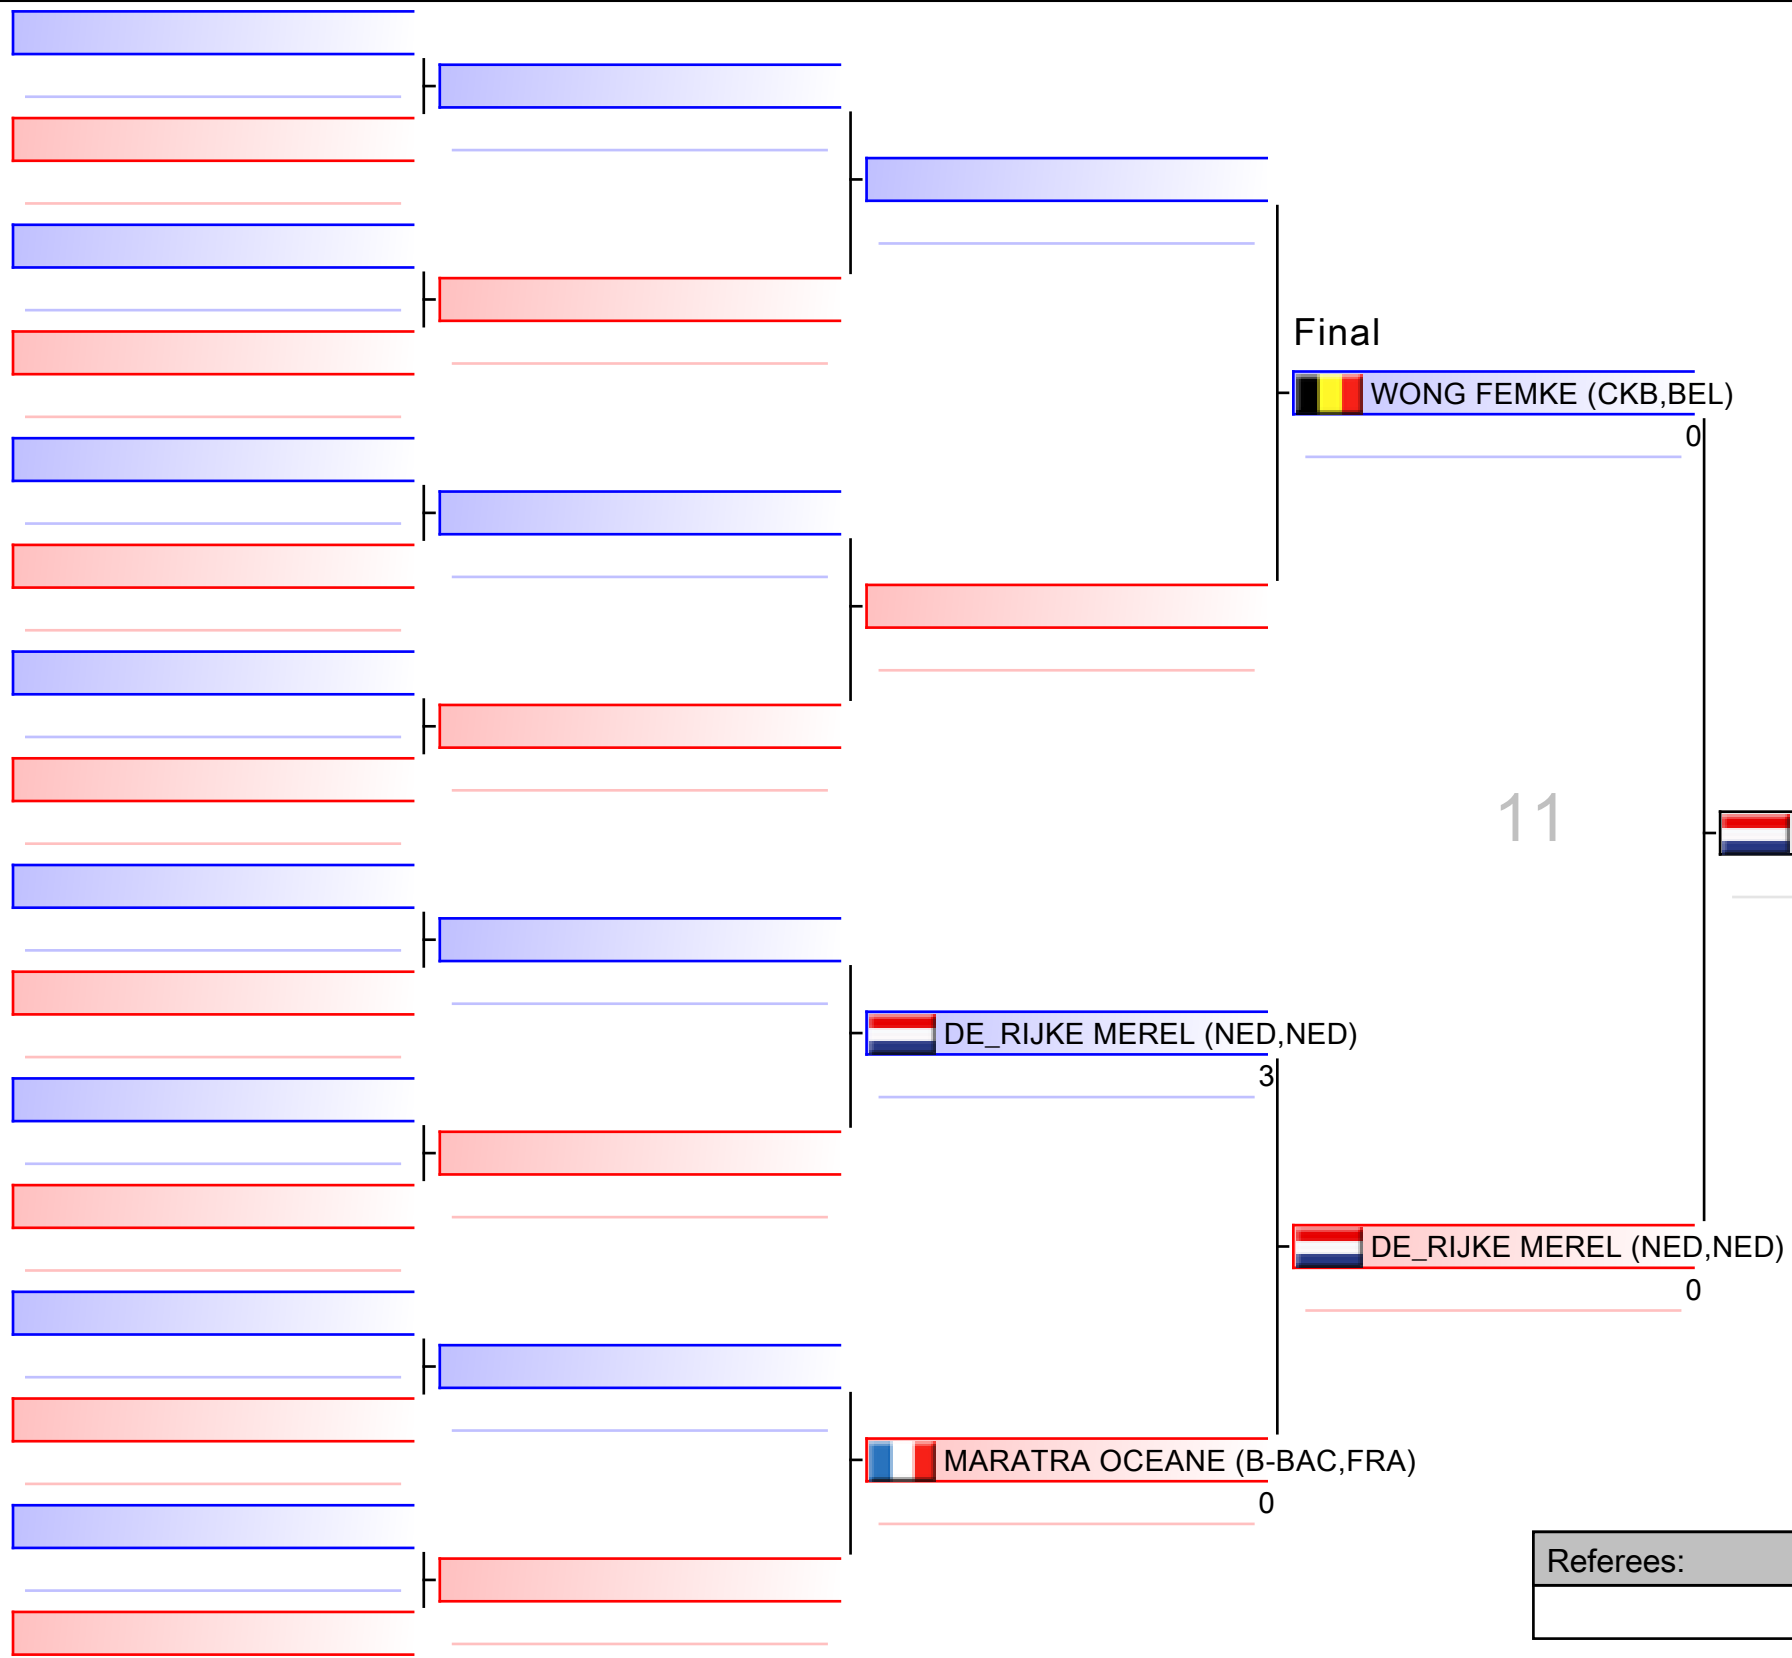 Final
WONG FEMKE (CKB,BEL)
0
11
DE_RIJKE MEREL (NED,NED)
3
DE_RIJKE MEREL (NED,NED)
0
MARATRA OCEANE (B-BAC,FRA)
0
Referees: